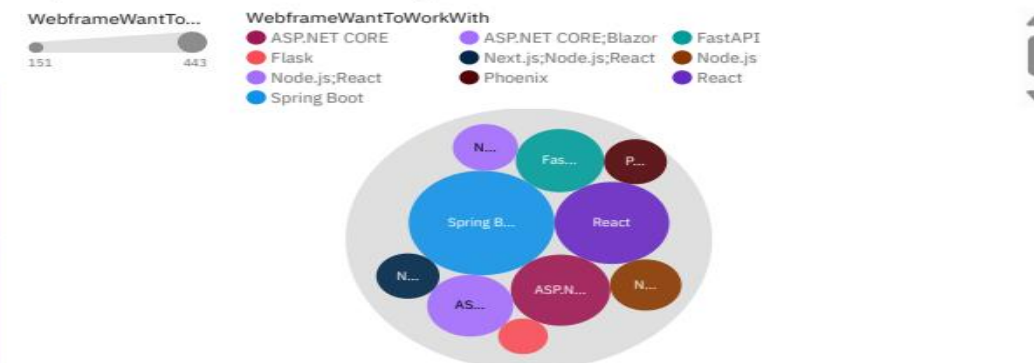 WebframeWantTo...
151 443
WebframeWantToWorkWith
ASP.NET CORE ASP.NET CORE;Blazor FastAPI
Flask Next.js;Node.js;React Node.js
Node.js;React Phoenix React
Spring Boot
N...
Fas...
P...
Spring B...
React
N...
AS...
ASP.N...
N...